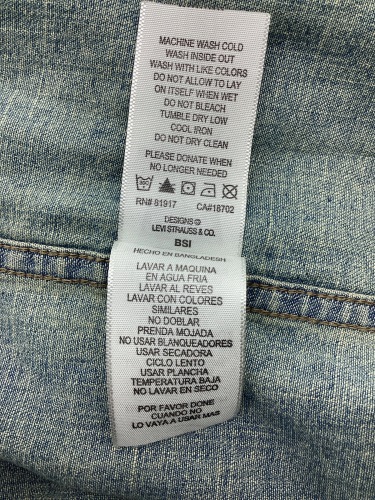 MACHINE WASH COLD
WASH INSIDE OUT
WASH WITH LIKE COLORS
DO NOT ALLOW TO LAY
ON ITSELF WHEN WET
DO NOT BLEACH
TUMBLE DRY LOW
COOL IRON
DO NOT DRY CLEAN
PLEASE DONATE WHEN
NO LONGER NEEDED
RN# 81917 CA#18702
DESIGNS ©
LEVI STRAUSS & CO.
BSI
HECHO EN BANGLADESH
LAVAR A MAQUINA
EN AGUA FRIA
LAVAR AL REVES
LAVAR CON COLORES
SIMILARES
NO DOBLAR
PRENDA MOJADA
NO USAR BLANQUEADORES
USAR SECADORA
CICLO LENTO
USAR PLANCHA
TEMPERATURA BAJA
NO LAVAR EN SECO
POR FAVOR DONE
CUANDO NO
LO VAYA A USAR MAS